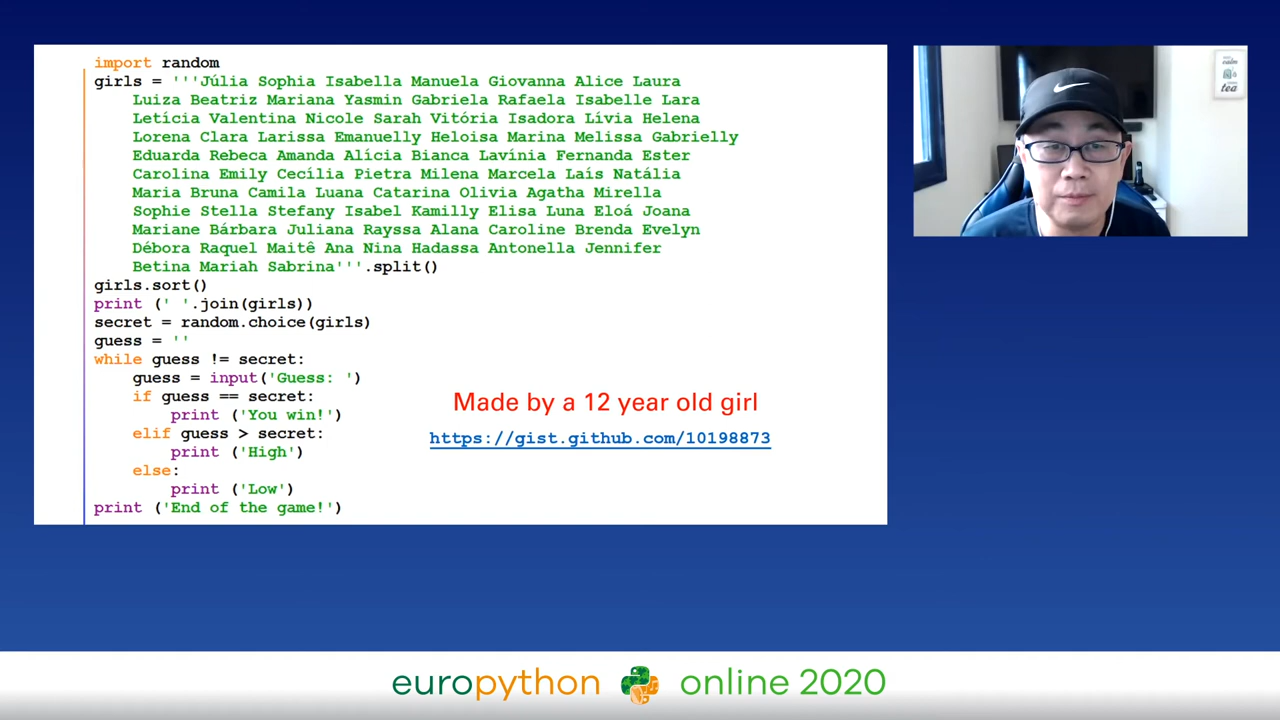 import random
girls = '''Júlia Sophia Isabella Manuela Giovanna Alice Laura
Luiza Beatriz Mariana Yasmin Gabriela Rafaela Isabelle Lara
Letícia Valentina Nicole Sarah Vitória Isadora Lívia Helena
Lorena Clara Larissa Emanuelly Heloisa Marina Melissa Gabrielly
Eduarda Rebeca Amanda Alícia Bianca Lavínia Fernanda Ester
Carolina Emily Cecília Pietra Milena Marcela Laís Natália
Maria Bruna Camila Luana Catarina Olivia Agatha Mirella
Sophie Stella Stefany Isabel Kamilly Elisa Luna Eloá Joana
Mariane Bárbara Juliana Rayssa Alana Caroline Brenda Evelyn
Débora Raquel Maitê Ana Nina Hadassa Antonella Jennifer
Betina Mariah Sabrina'''.split()
girls.sort()
print (' '.join(girls))
secret = random.choice(girls)
guess = ''
while guess != secret:
guess = input('Guess: ')
if guess == secret:
print ('You win!')
elif guess > secret:
print ('High')
else:
print ('Low')
print ('End of the game!')
Made by a 12 year old girl
https://gist.github.com/10198873
calm
tea
europython online 2020